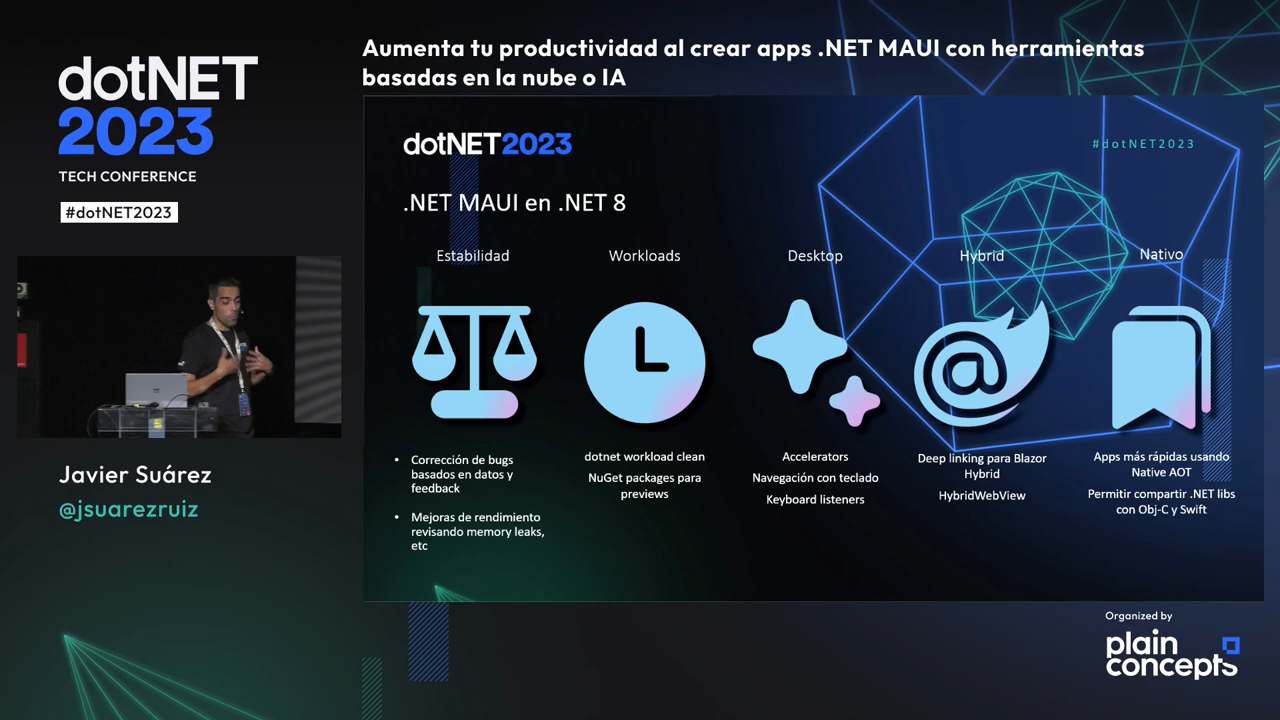 dotNET
2023
TECH CONFERENCE
#dotNET2023
Javier Suárez
@jsuarezruiz
Aumenta tu productividad al crear apps .NET MAUI con herramientas
basadas en la nube o IA
dotNET2023
#dotNET2023
.NET MAUI en .NET 8
Estabilidad
• Corrección de bugs
basados en datos y
feedback
• Mejoras de rendimiento
revisando memory leaks,
etc
Workloads
dotnet workload clean
NuGet packages para
previews
Desktop
Accelerators
Navegación con teclado
Keyboard listeners
Hybrid
@
Deep linking para Blazor
Hybrid
HybridWebView
Nativo
Apps más rápidas usando
Native AOT
Permitir compartir .NET libs
con Obj-C y Swift
Organized by
plain
concepts